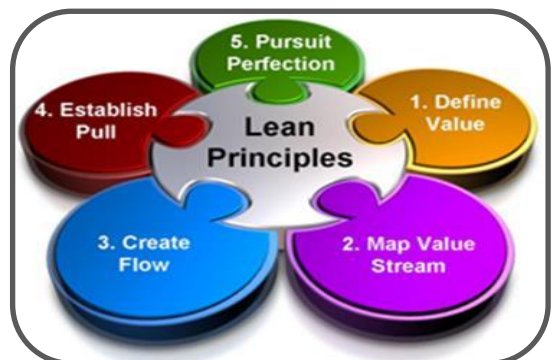 5. Pursuit
Perfection
4. Establish
Pull
Lean
Principles
1. Define
Value
3. Create
Flow
2. Map Value
Stream